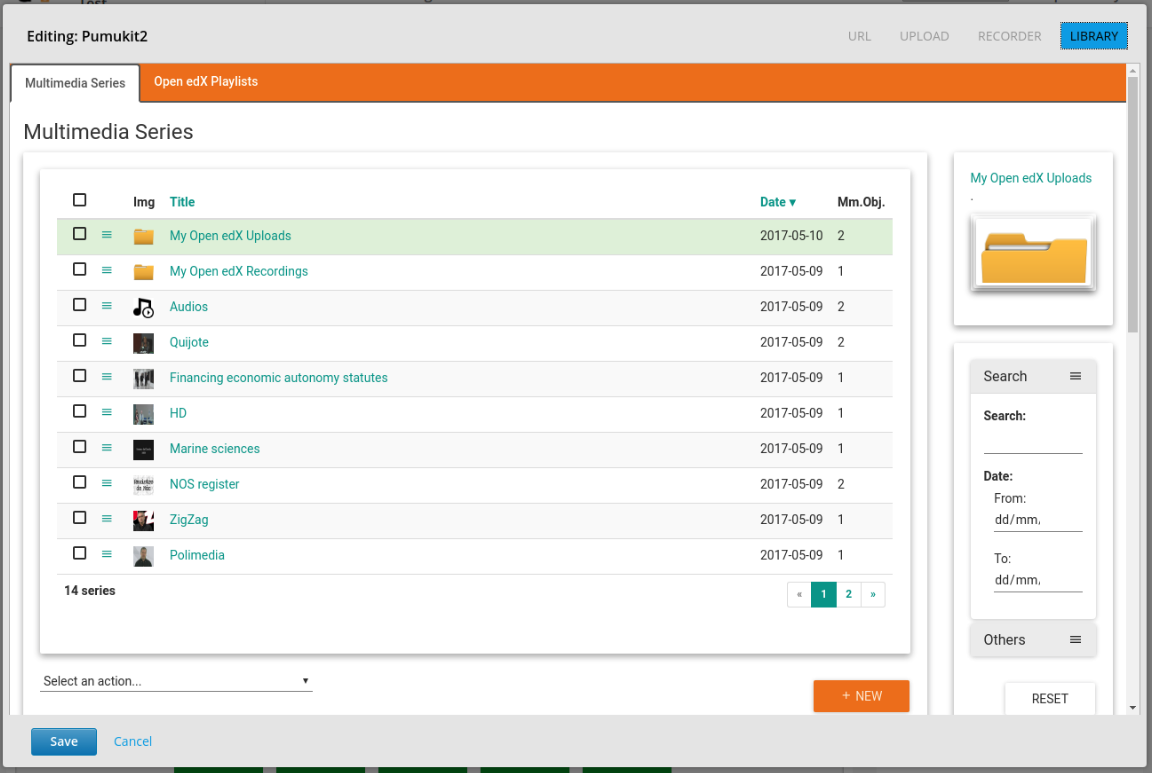 Test
Editing: Pumukit2
URL UPLOAD RECORDER LIBRARY
Multimedia Series Open edX Playlists
Multimedia Series
Img Title Date ▾ Mm.Obj.
My Open edX Uploads 2017-05-10 2
My Open edX Recordings 2017-05-09 1
Audios 2017-05-09 2
Quijote 2017-05-09 2
Financing economic autonomy statutes 2017-05-09 1
HD 2017-05-09 1
Marine sciences 2017-05-09 1
NOS register 2017-05-09 2
ZigZag 2017-05-09 1
Polimedia 2017-05-09 1
14 series
« 1 2 »
Select an action...
+ NEW
My Open edX Uploads
.
Search
Search:
Date:
From:
dd/mm,
To:
dd/mm,
Others
RESET
Save Cancel